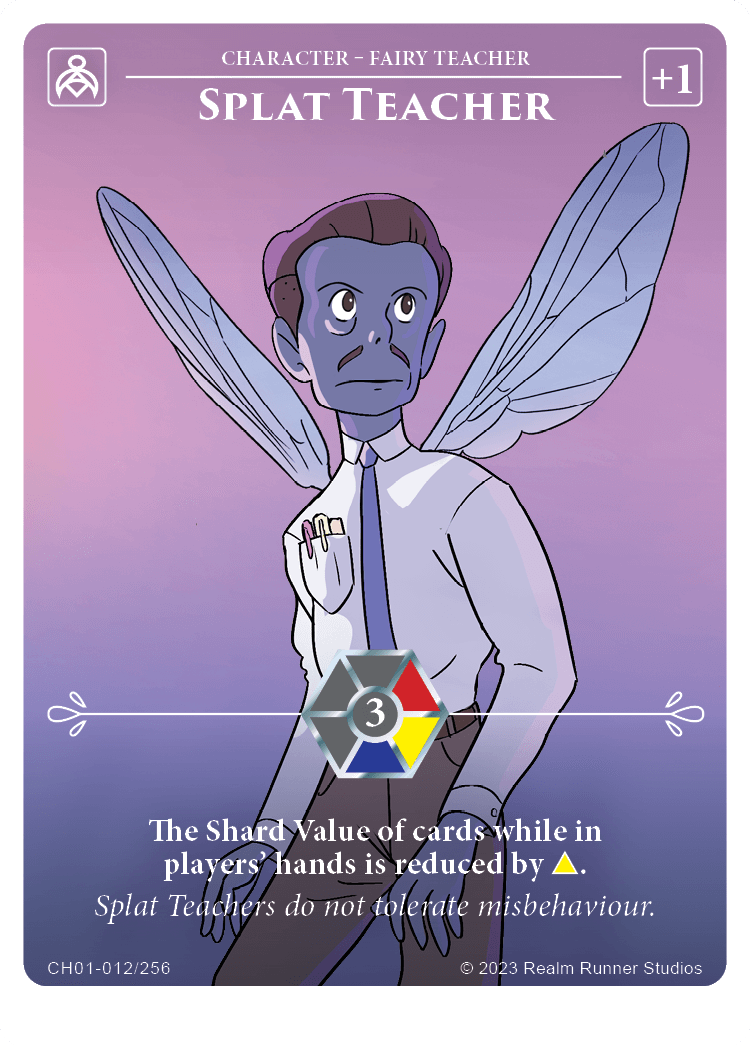 CHARACTER – FAIRY TEACHER
+1
SPLAT TEACHER
3
The Shard Value of cards while in
players' hands is reduced by .
Splat Teachers do not tolerate misbehaviour.
CH01-012/256
© 2023 Realm Runner Studios